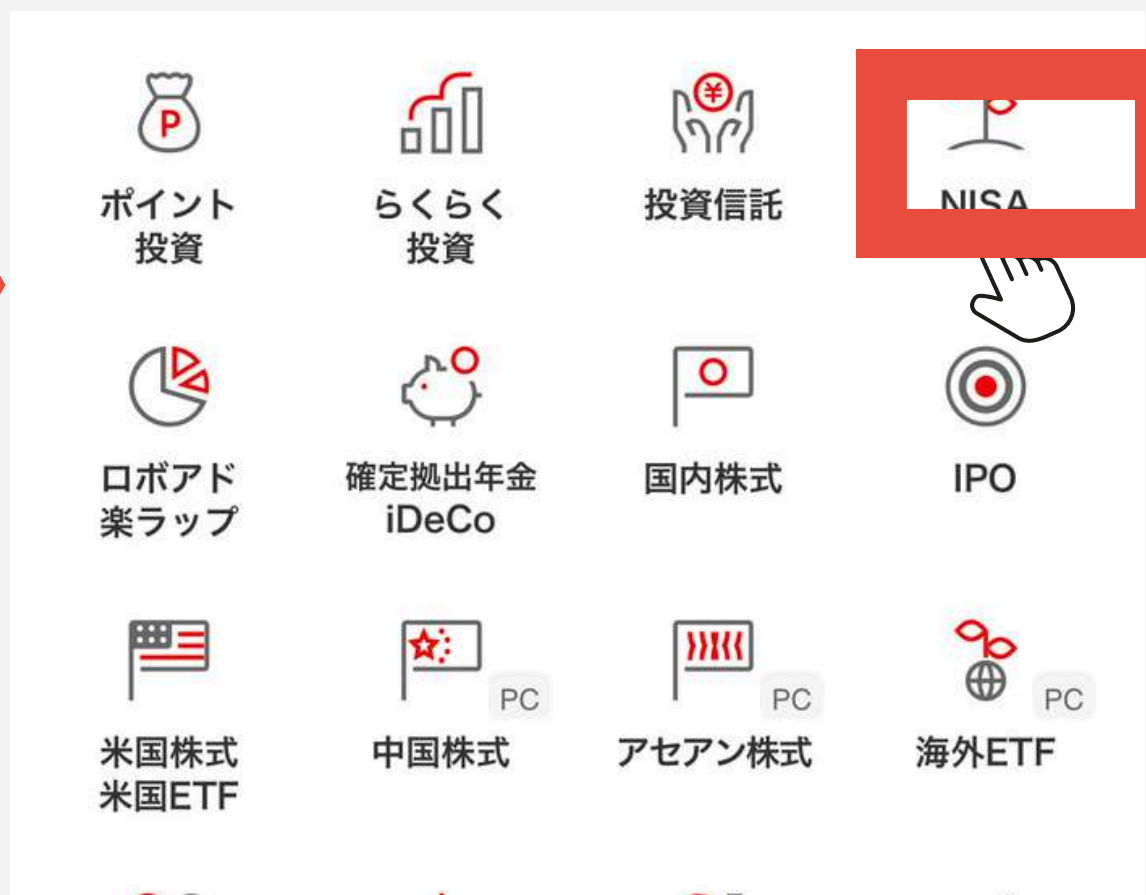 P
¥
ポイント
投資
らくらく
投資
投資信託
NISA
ロボアド
楽ラップ
確定拠出年金
iDeCo
国内株式
IPO
米国株式
米国ETF
PC
中国株式
PC
アセアン株式
PC
海外ETF